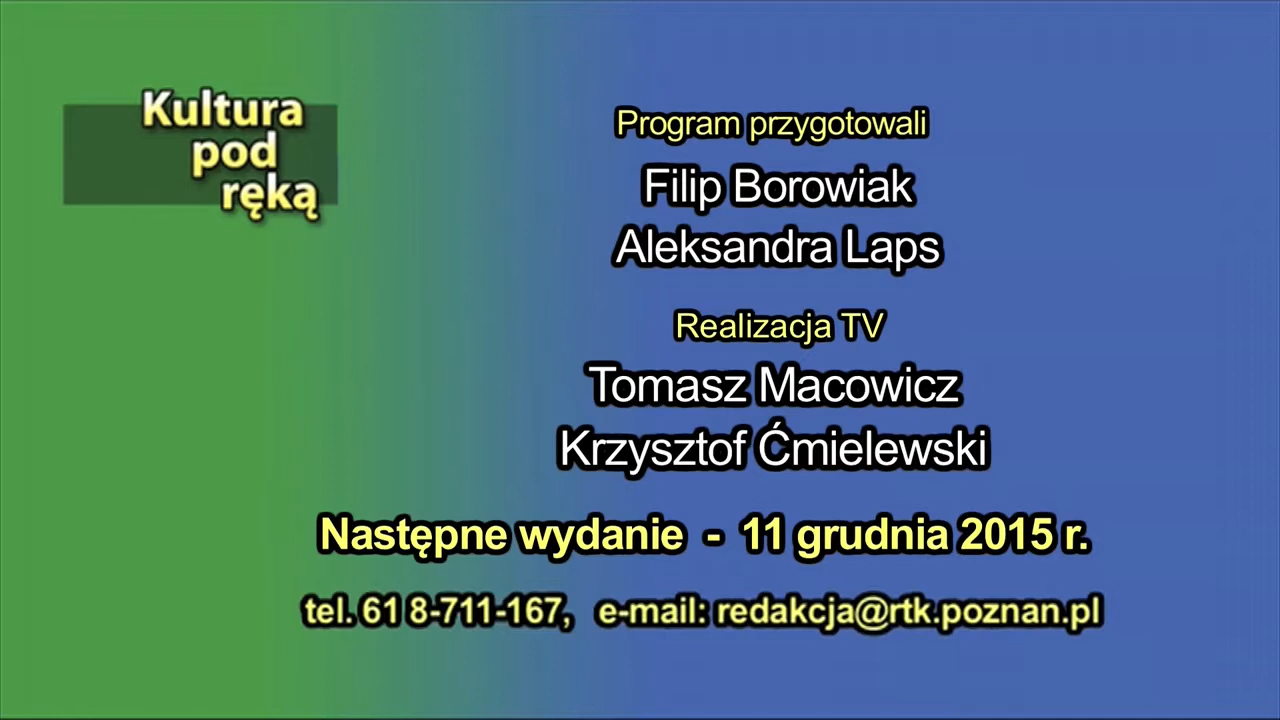 Kultura
pod
ręką
Program przygotowali
Filip Borowiak
Aleksandra Laps
Realizacja TV
Tomasz Macowicz
Krzysztof Ćmielewski
Następne wydanie - 11 grudnia 2015 r.
tel. 61 8-711-167, e-mail: redakcja@rtk.poznan.pl